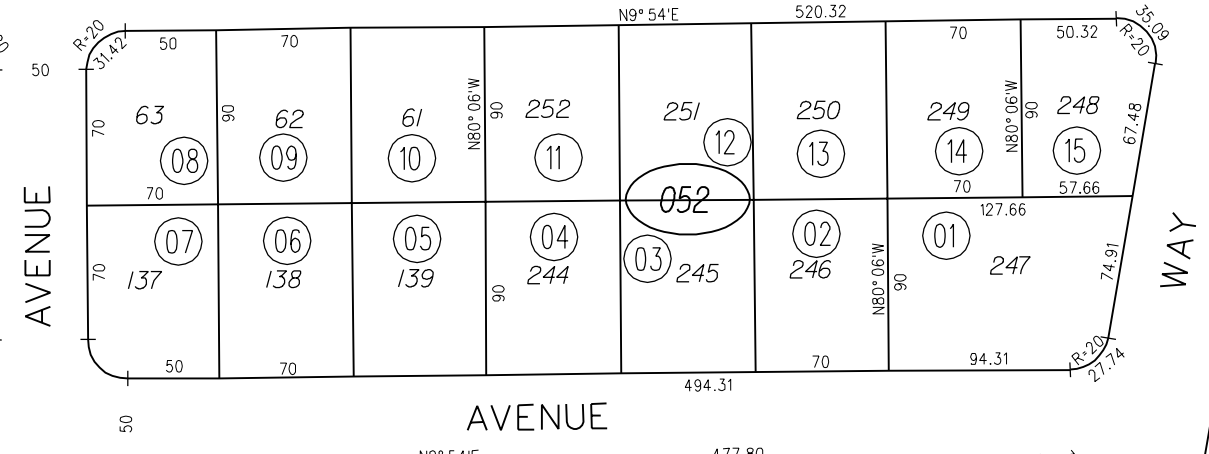 N9° 54'E 520.32
R=20 31.42 50 70 70 50.32 35.09 R=20
50
63 62 61 252 251 250 249 248
70 90 N80° 06'W 90 N80° 06'W 90 67.48
08 09 10 11 12 13 14 15
70 70 57.66
052
127.66
AVENUE
07 06 05 04 03 02 01
137 138 139 244 245 246 247
70 90 N80° 06'W 90 74.91
WAY
50 70 70 94.31 R=20 27.74
494.31
50
AVENUE
N9° 54'E 477.80